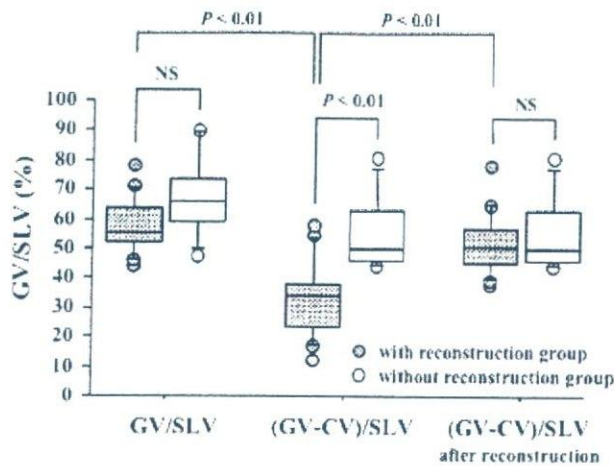 P < 0.01
P < 0.01
NS
P < 0.01
NS
GV/SLV (%)
100
90
80
70
60
50
40
30
20
10
0
with reconstruction group
without reconstruction group
GV/SLV
(GV-CV)/SLV
(GV-CV)/SLV
after reconstruction